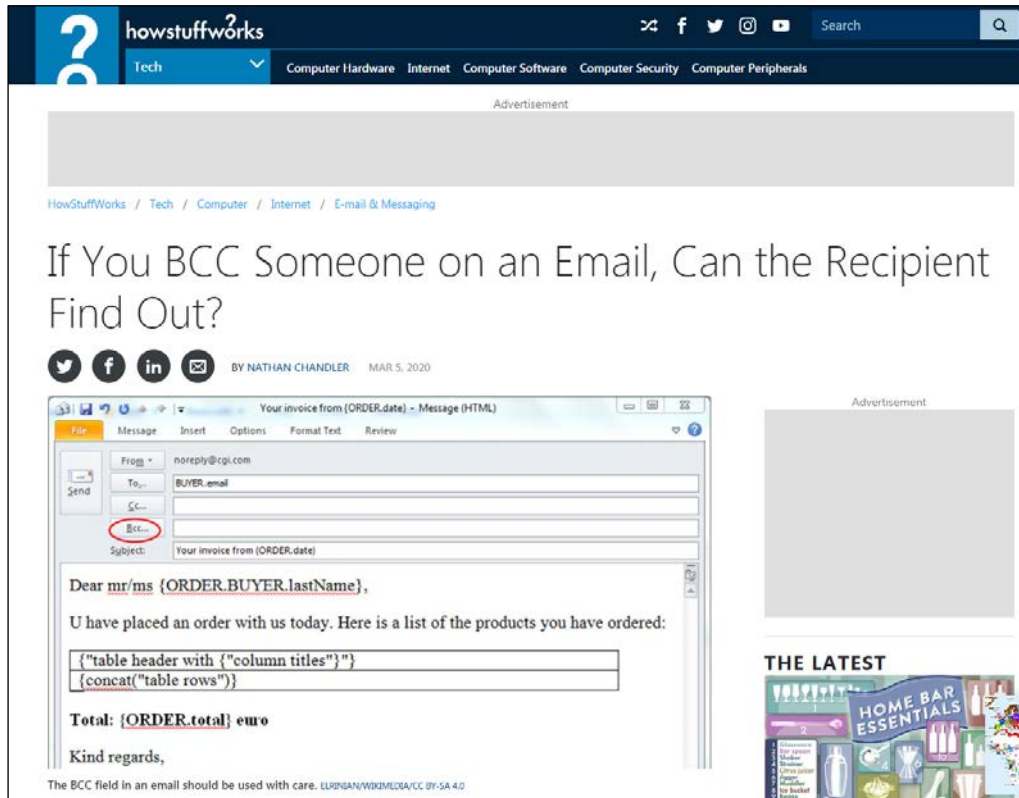 howstuffwörks
Search
Tech
Computer Hardware Internet Computer Software Computer Security Computer Peripherals
Advertisement
HowStuffWorks / Tech / Computer / Internet / E-mail & Messaging
If You BCC Someone on an Email, Can the Recipient
Find Out?
BY NATHAN CHANDLER MAR 5, 2020
Your invoice from {ORDER.date} - Message (HTML)
File Message Insert Options Format Text Review
From
noreply@cgi.com
Send
To...
BUYER.email
Cc...
Bcc...
Subject:
Your invoice from {ORDER.date}
Dear mr/ms {ORDER.BUYER.lastName},
U have placed an order with us today. Here is a list of the products you have ordered:
{"table header with {"column titles"}"}
{concat("table rows")}
Total: {ORDER.total} euro
Kind regards,
The BCC field in an email should be used with care. ELRINIAN/WIKIMEDIA/CC BY-SA 4.0
Advertisement
THE LATEST
HOME BAR
ESSENTIALS